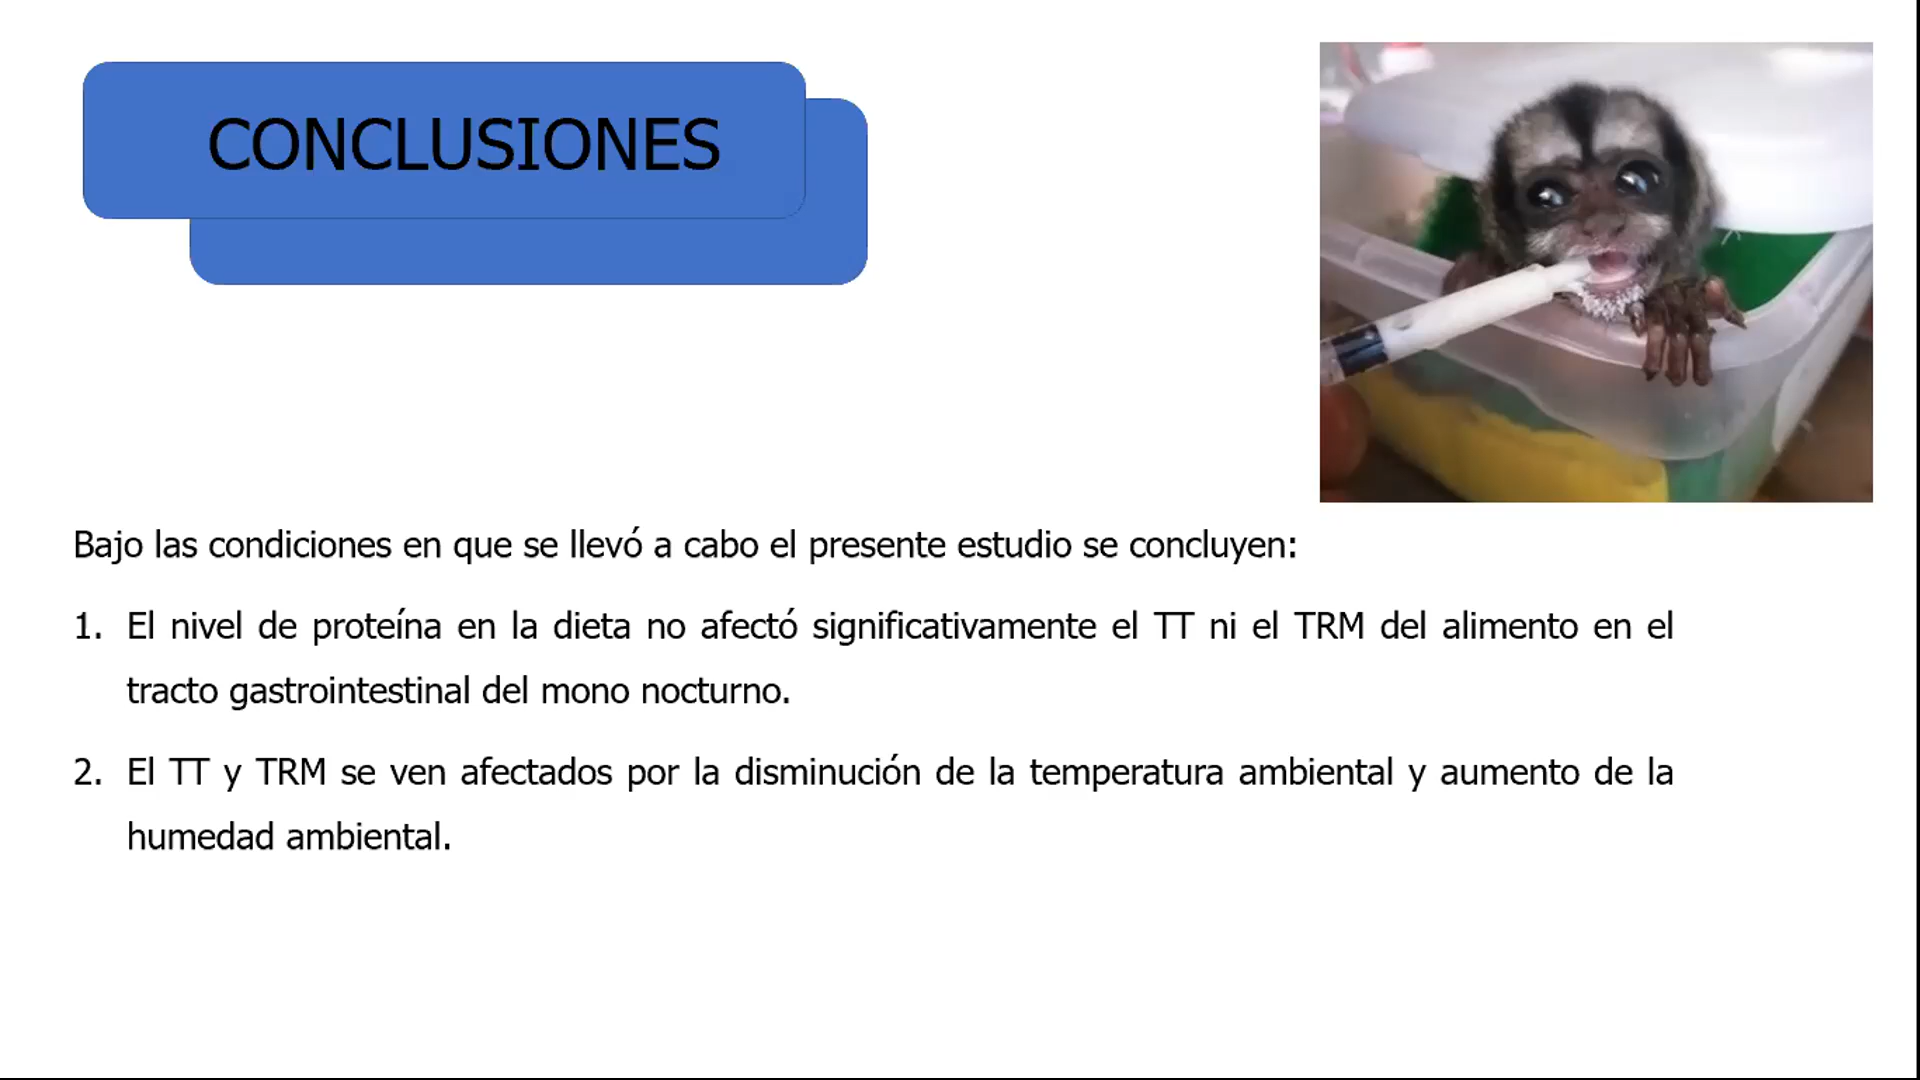 CONCLUSIONES
Bajo las condiciones en que se llevó a cabo el presente estudio se concluyen:
1. El nivel de proteína en la dieta no afectó significativamente el TT ni el TRM del alimento en el
tracto gastrointestinal del mono nocturno.
2. El TT y TRM se ven afectados por la disminución de la temperatura ambiental y aumento de la
humedad ambiental.